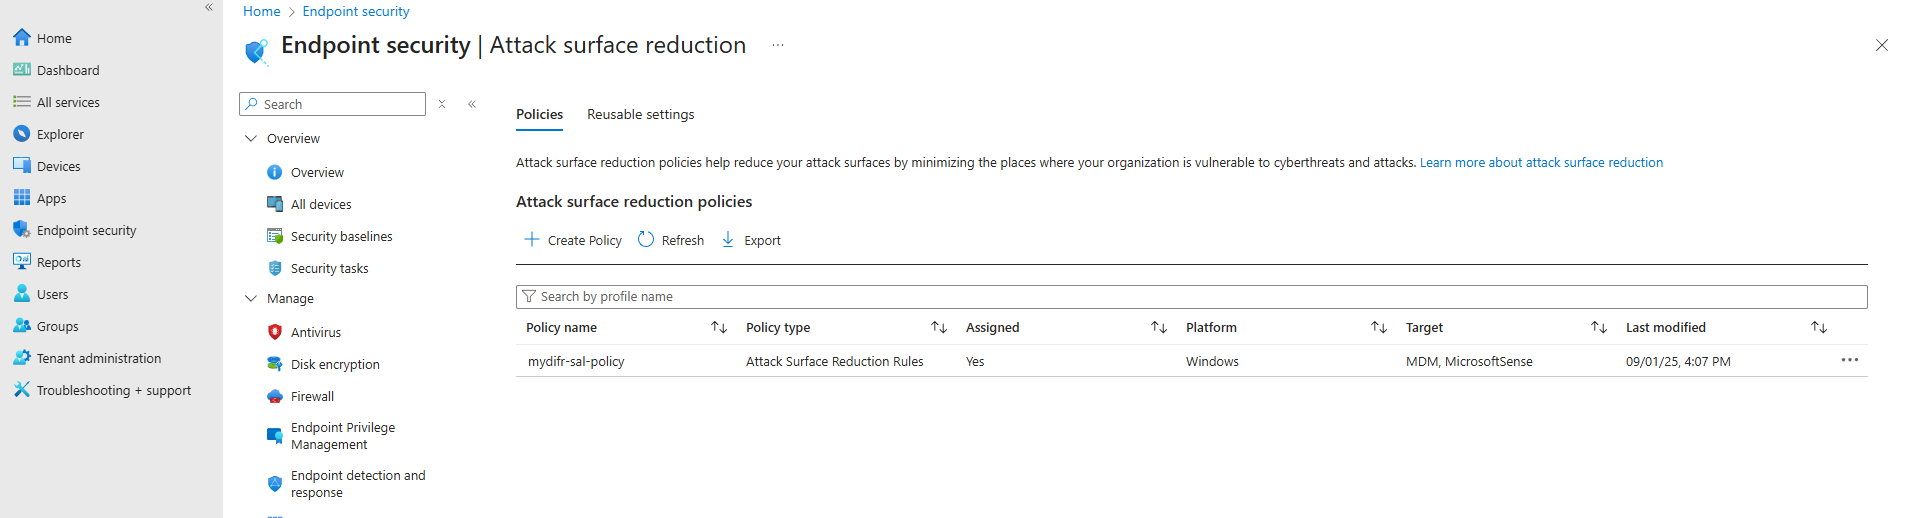 Home
Dashboard
All services
Explorer
Devices
Apps
Endpoint security
Reports
Users
Groups
Tenant administration
Troubleshooting + support
Home > Endpoint security
Endpoint security | Attack surface reduction ...
Search
Overview
Overview
All devices
Security baselines
Security tasks
Manage
Antivirus
Disk encryption
Firewall
Endpoint Privilege
Management
Endpoint detection and
response
Policies Reusable settings
Attack surface reduction policies help reduce your attack surfaces by minimizing the places where your organization is vulnerable to cyberthreats and attacks. Learn more about attack surface reduction
Attack surface reduction policies
Create Policy Refresh Export
Search by profile name
Policy name Policy type Assigned Platform Target Last modified
mydifr-sal-policy Attack Surface Reduction Rules Yes Windows MDM, MicrosoftSense 09/01/25, 4:07 PM